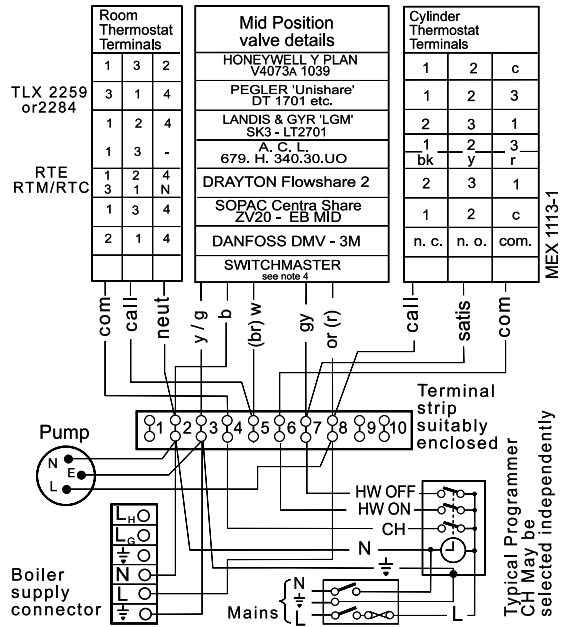 Room
Thermostat
Terminals
Mid Position
valve details
Cylinder
Thermostat
Terminals
1 3 2
HONEYWELL Y PLAN
V4073A 1039
1 2 c
TLX 2259
or2284
3 1 4
PEGLER 'Unishare'
DT 1701 etc.
1 2 3
1 2 4
LANDIS & GYR 'LGM'
SK3 - LT2701
2 3 1
1 3 -
A. C. L.
679. H. 340.30.UO
1 2 3
bk y r
RTE
RTM/RTC
1 2 4
3 1 N
DRAYTON Flowshare 2
2 3 1
1 3 4
SOPAC Centra Share
ZV20 - EB MID
1 2 c
2 1 4
DANFOSS DMV - 3M
n. c. n. o. com.
SWITCHMASTER
see note 4
MEX 1113-1
com
call
neut
y / g
b
(br) w
gy
or (r)
call
satis
com
1 2 3 4 5 6 7 8 9 10
Terminal
strip
suitably
enclosed
Pump
N
E
L
HW OFF
HW ON
CH
N
Typical Programmer
CH May be
selected independently
Boiler
supply
connector
LH
LG
N
L
Mains
N
L
L